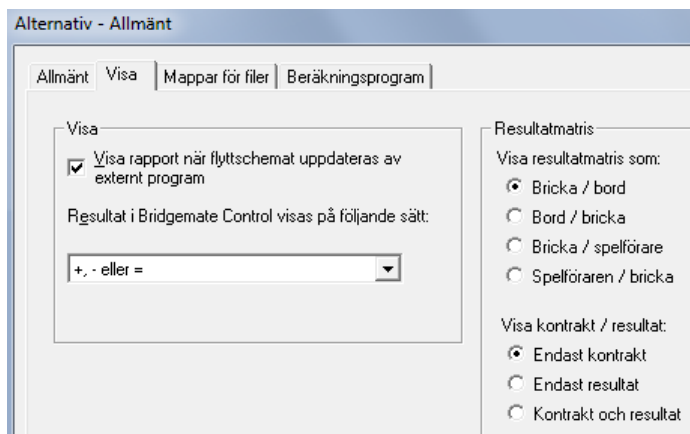 Alternativ - Allmänt
Allmänt Visa Mappar för filer Beräkningsprogram
Visa
Visa rapport när flyttschemat uppdateras av
externt program
Resultat i Bridgemate Control visas på följande sätt:
+, - eller =
Resultatmatris
Visa resultatmatris som:
Bricka / bord
Bord / bricka
Bricka / spelförare
Spelföraren / bricka
Visa kontrakt / resultat:
Endast kontrakt
Endast resultat
Kontrakt och resultat